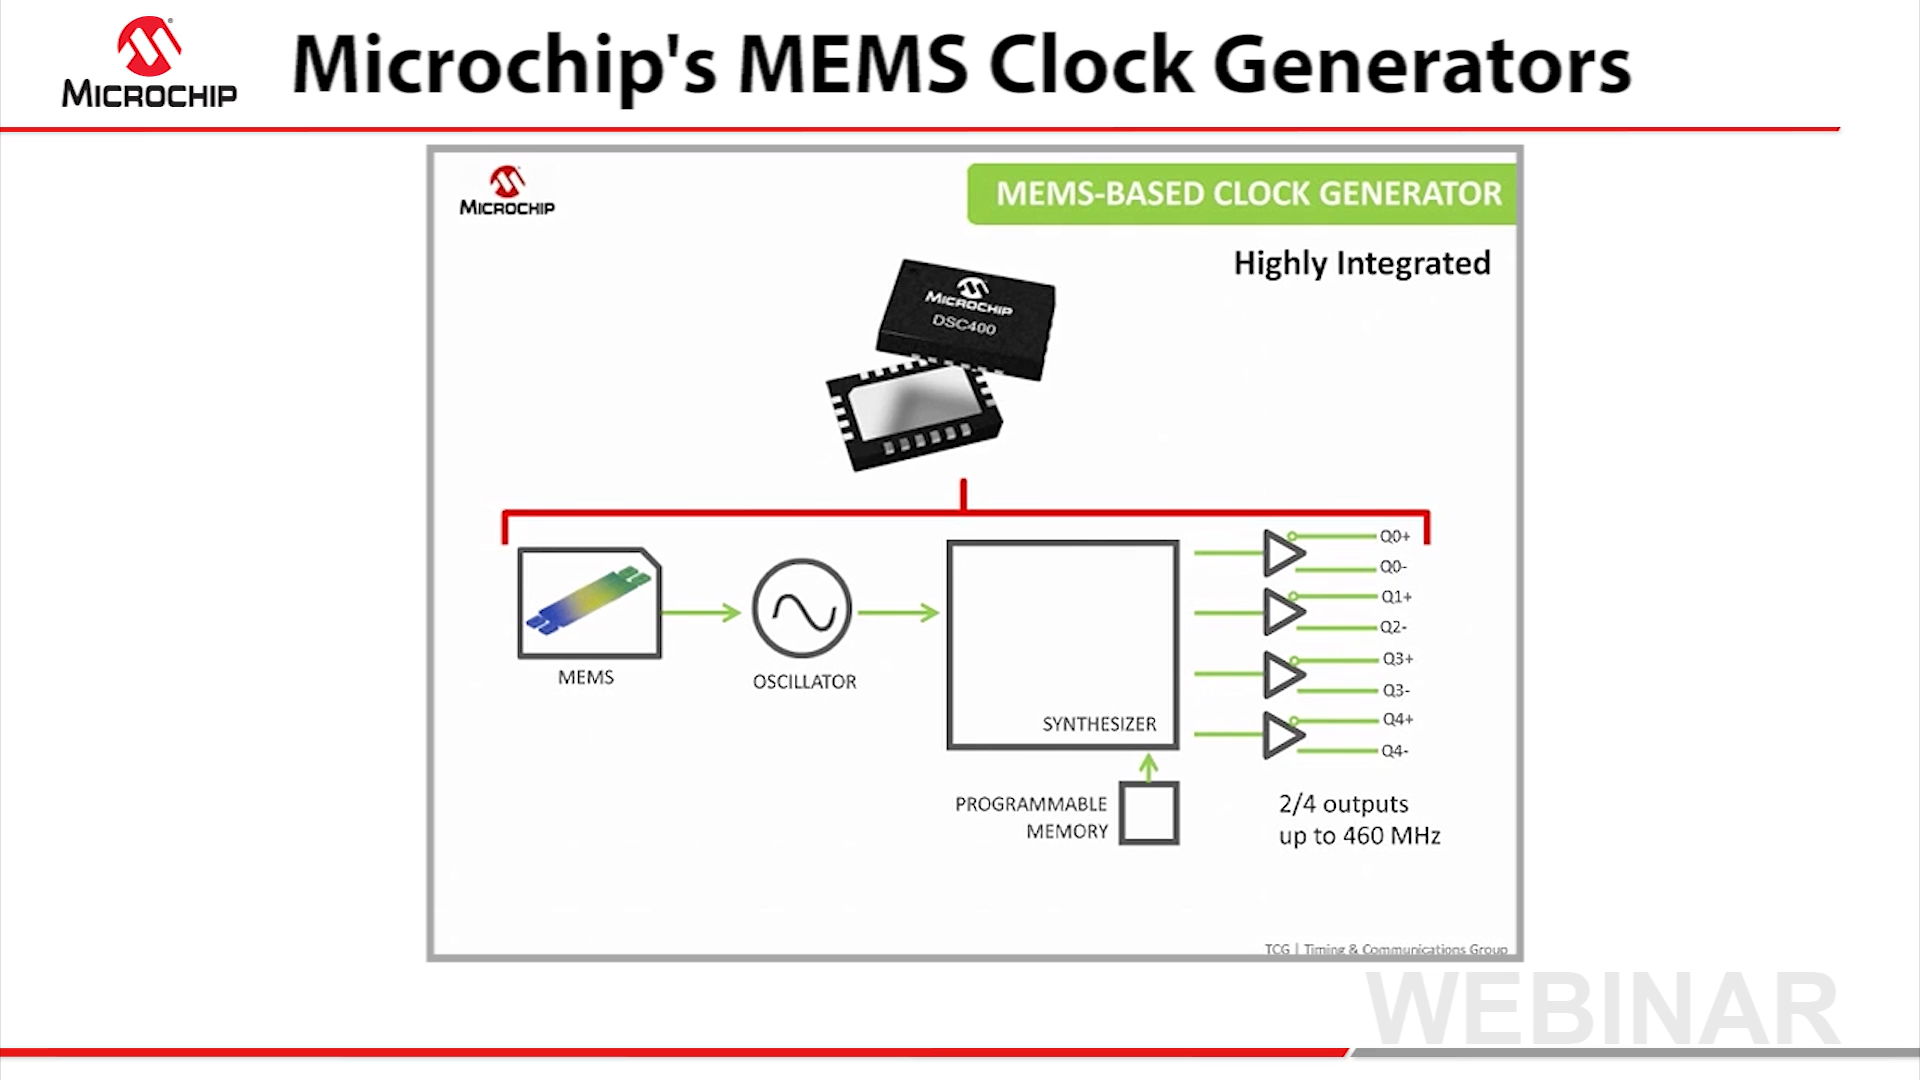 MICROCHIP
Microchip's MEMS Clock Generators
MICROCHIP
MEMS-BASED CLOCK GENERATOR
Highly Integrated
MICROCHIP
DSC400
MEMS
OSCILLATOR
SYNTHESIZER
PROGRAMMABLE
MEMORY
Q0+
Q0-
Q1+
Q2-
Q3+
Q3-
Q4+
Q4-
2/4 outputs
up to 460 MHz
TCG | Timing & Communications Group
WEBINAR